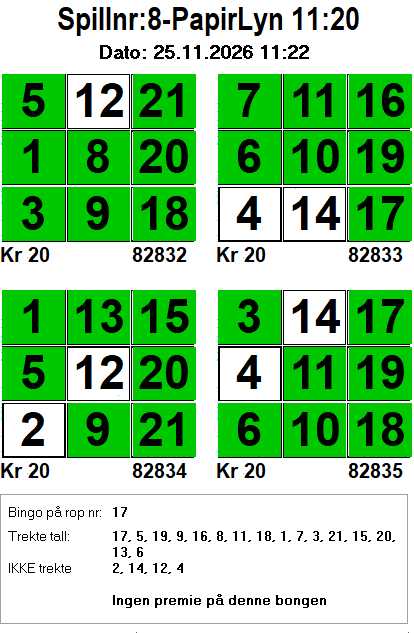 Spillnr:8-PapirLyn 11:20
Dato: 25.11.2026 11:22
5 12 21
1 8 20
3 9 18
Kr 20 82832
7 11 16
6 10 19
4 14 17
Kr 20 82833
1 13 15
5 12 20
2 9 21
Kr 20 82834
3 14 17
4 11 19
6 10 18
Kr 20 82835
Bingo på rop nr: 17
Trekte tall: 17, 5, 19, 9, 16, 8, 11, 18, 1, 7, 3, 21, 15, 20,
13, 6
IKKE trekte 2, 14, 12, 4
Ingen premie på denne bongen